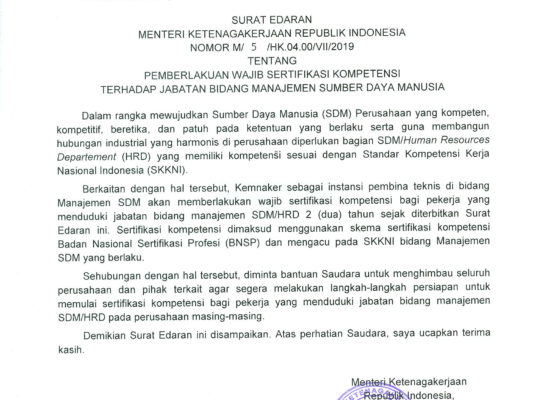 SURAT EDARAN
MENTERI KETENAGAKERJAAN REPUBLIK INDONESIA
NOMOR M/ 5 /HK.04.00/VII/2019
TENTANG
PEMBERLAKUAN WAJIB SERTIFIKASI KOMPETENSI
TERHADAP JABATAN BIDANG MANAJEMEN SUMBER DAYA MANUSIA
Dalam rangka mewujudkan Sumber Daya Manusia (SDM) Perusahaan yang kompeten,
kompetitif, beretika, dan patuh pada ketentuan yang berlaku serta guna membangun
hubungan industrial yang harmonis di perusahaan diperlukan bagian SDM/Human Resources
Departement (HRD) yang memiliki kompetensi sesuai dengan Standar Kompetensi Kerja
Nasional Indonesia (SKKNI).
Berkaitan dengan hal tersebut, Kemnaker sebagai instansi pembina teknis di bidang
Manajemen SDM akan memberlakukan wajib sertifikasi kompetensi bagi pekerja yang
menduduki jabatan bidang manajemen SDM/HRD 2 (dua) tahun sejak diterbitkan Surat
Edaran ini. Sertifikasi kompetensi dimaksud menggunakan skema sertifikasi kompetensi
Badan Nasional Sertifikasi Profesi (BNSP) dan mengacu pada SKKNI bidang Manajemen
SDM yang berlaku.
Sehubungan dengan hal tersebut, diminta bantuan Saudara untuk menghimbau seluruh
perusahaan dan pihak terkait agar segera melakukan langkah-langkah persiapan untuk
memulai sertifikasi kompetensi bagi pekerja yang menduduki jabatan bidang manajemen
SDM/HRD pada perusahaan masing-masing.
Demikian Surat Edaran ini disampaikan. Atas perhatian Saudara, saya ucapkan terima
kasih.
Menteri Ketenagakerjaan
Republik Indonesia,